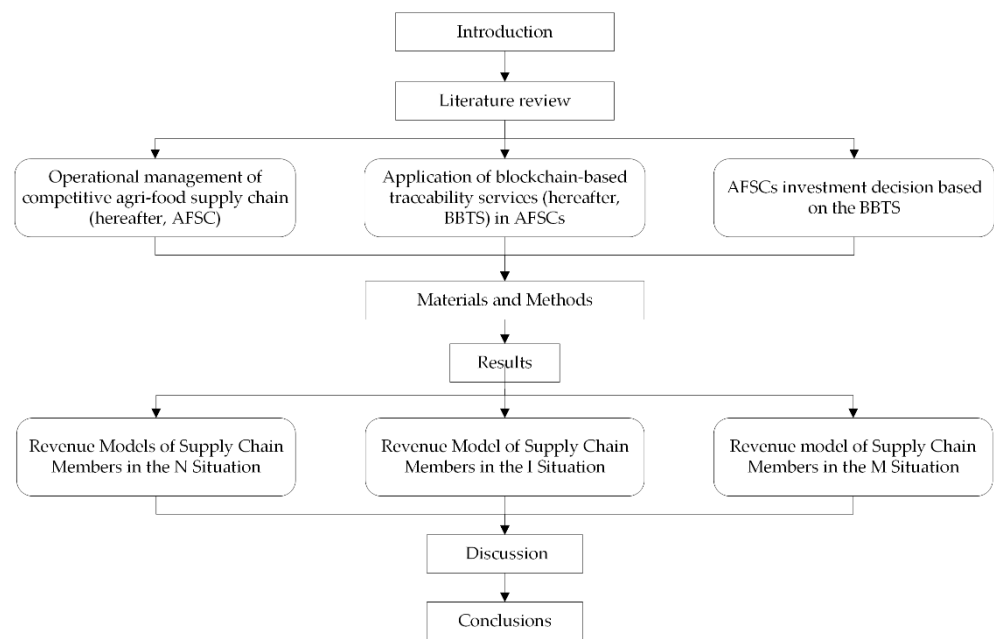 Introduction
Literature review
Operational management of
competitive agri-food supply chain
(hereafter, AFSC)
Application of blockchain-based
traceability services (hereafter,
BBTS) in AFSCs
AFSCs investment decision based
on the BBTS
Materials and Methods
Results
Revenue Models of Supply Chain
Members in the N Situation
Revenue Model of Supply Chain
Members in the I Situation
Revenue model of Supply Chain
Members in the M Situation
Discussion
Conclusions